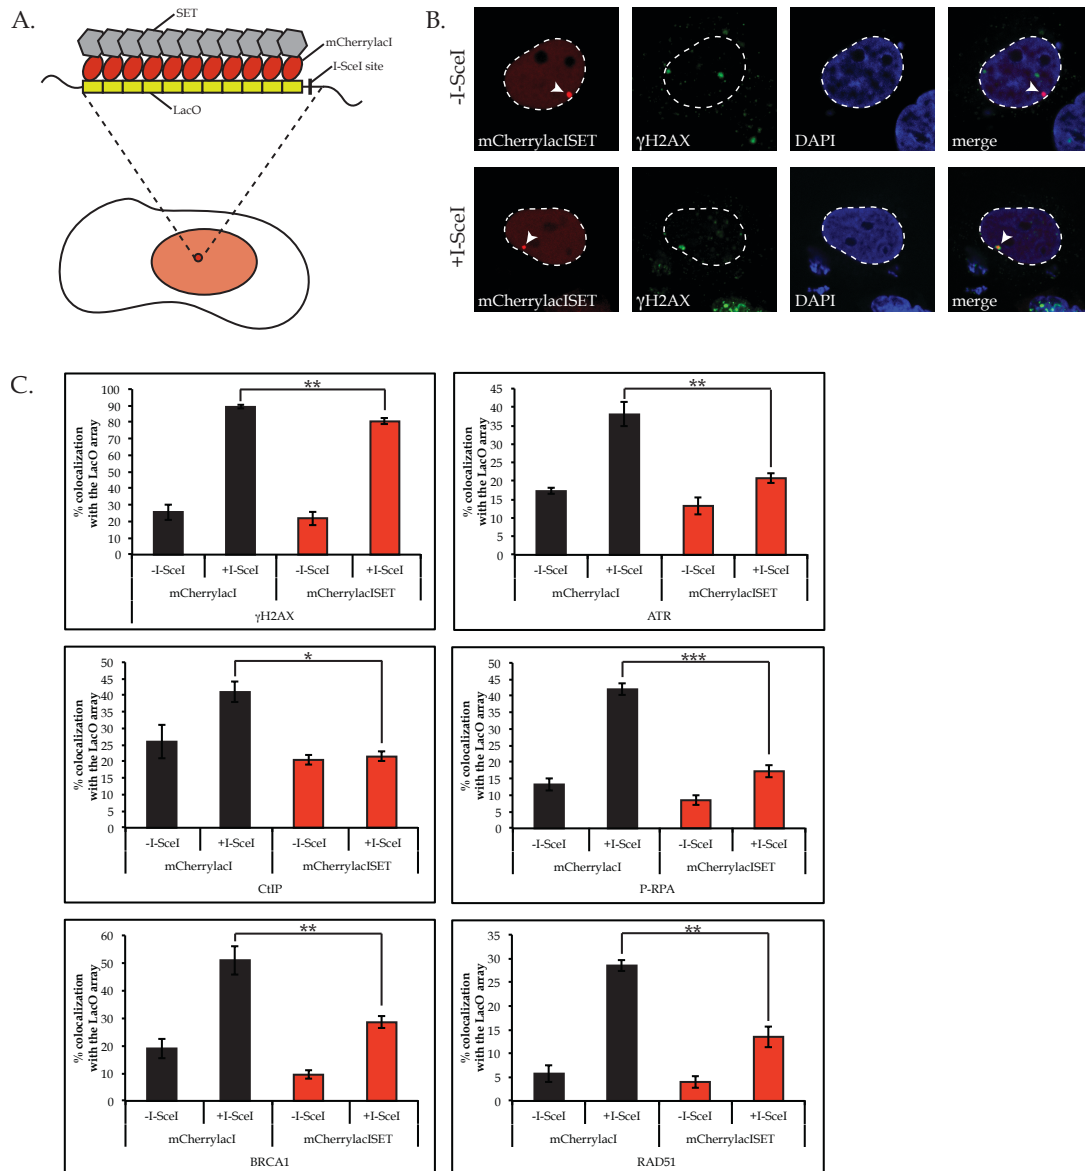 A.
SET
mCherrylacI
I-SceI site
LacO
B.
-I-SceI
mCherrylacISET
γH2AX
DAPI
merge
+I-SceI
mCherrylacISET
γH2AX
DAPI
merge
C.
% colocalization
with the LacO array
100
90
80
70
60
50
40
30
20
10
0
**
-I-SceI +I-SceI -I-SceI +I-SceI
mCherrylacI mCherrylacISET
γH2AX
% colocalization
with the LacO array
45
40
35
30
25
20
15
10
5
0
**
-I-SceI +I-SceI -I-SceI +I-SceI
mCherrylacI mCherrylacISET
ATR
% colocalization
with the LacO array
50
45
40
35
30
25
20
15
10
5
0
*
-I-SceI +I-SceI -I-SceI +I-SceI
mCherrylacI mCherrylacISET
CtIP
% colocalization
with the LacO array
50
45
40
35
30
25
20
15
10
5
0
***
-I-SceI +I-SceI -I-SceI +I-SceI
mCherrylacI mCherrylacISET
P-RPA
% colocalization
with the LacO array
60
50
40
30
20
10
0
**
-I-SceI +I-SceI -I-SceI +I-SceI
mCherrylacI mCherrylacISET
BRCA1
% colocalization
with the LacO array
35
30
25
20
15
10
5
0
**
-I-SceI +I-SceI -I-SceI +I-SceI
mCherrylacI mCherrylacISET
RAD51